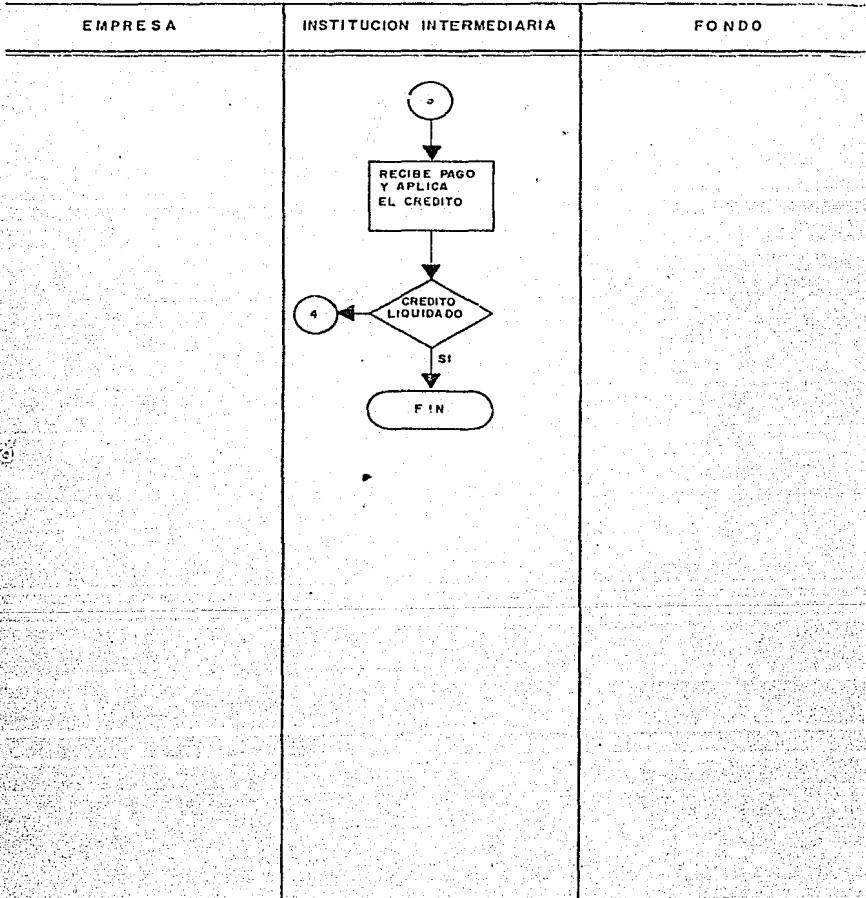 EMPRESA
INSTITUCION INTERMEDIARIA
FONDO
RECIBE PAGO
Y APLICA
EL CREDITO
CREDITO
LIQUIDADO
4
SI
FIN